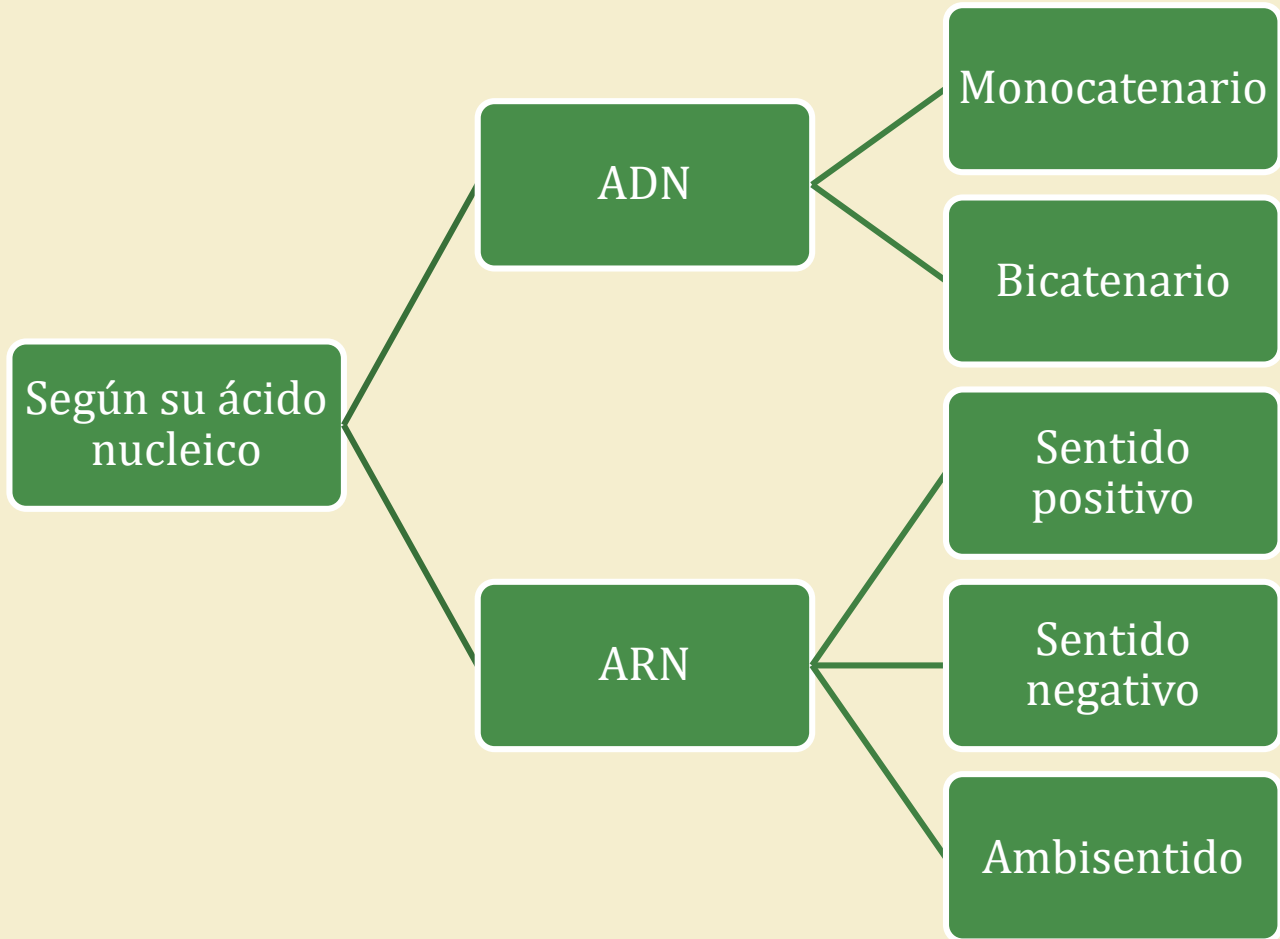 Según su ácido
nucleico
ADN
Monocatenario
Bicatenario
ARN
Sentido
positivo
Sentido
negativo
Ambisentido